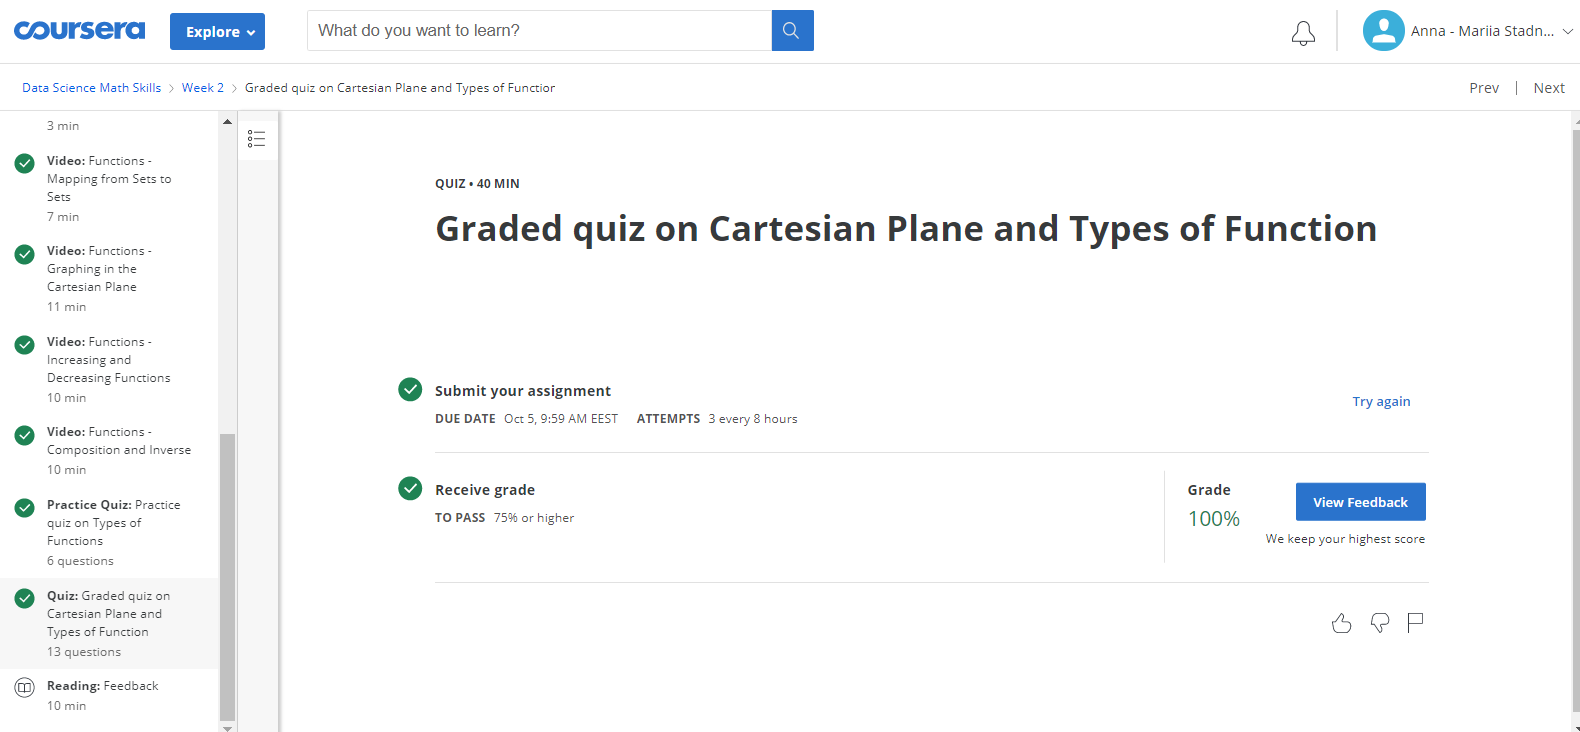 coursera
Explore
What do you want to learn?
Anna - Mariia Stadn...
Data Science Math Skills > Week 2 > Graded quiz on Cartesian Plane and Types of Function
Prev | Next
3 min
Video: Functions -
Mapping from Sets to
Sets
7 min
Video: Functions -
Graphing in the
Cartesian Plane
11 min
Video: Functions -
Increasing and
Decreasing Functions
10 min
Video: Functions -
Composition and Inverse
10 min
Practice Quiz: Practice
quiz on Types of
Functions
6 questions
Quiz: Graded quiz on
Cartesian Plane and
Types of Function
13 questions
Reading: Feedback
10 min
QUIZ • 40 MIN
Graded quiz on Cartesian Plane and Types of Function
Submit your assignment
DUE DATE Oct 5, 9:59 AM EEST ATTEMPTS 3 every 8 hours
Try again
Receive grade
TO PASS 75% or higher
Grade
100%
View Feedback
We keep your highest score